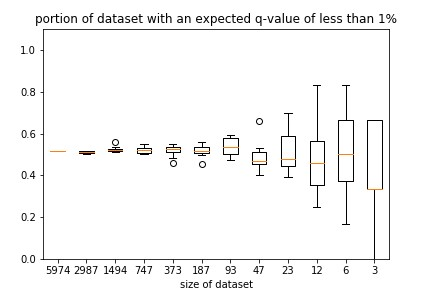 portion of dataset with an expected q-value of less than 1%
1.0
0.8
0.6
0.4
0.2
0.0
5974 2987 1494 747 373 187 93 47 23 12 6 3
size of dataset